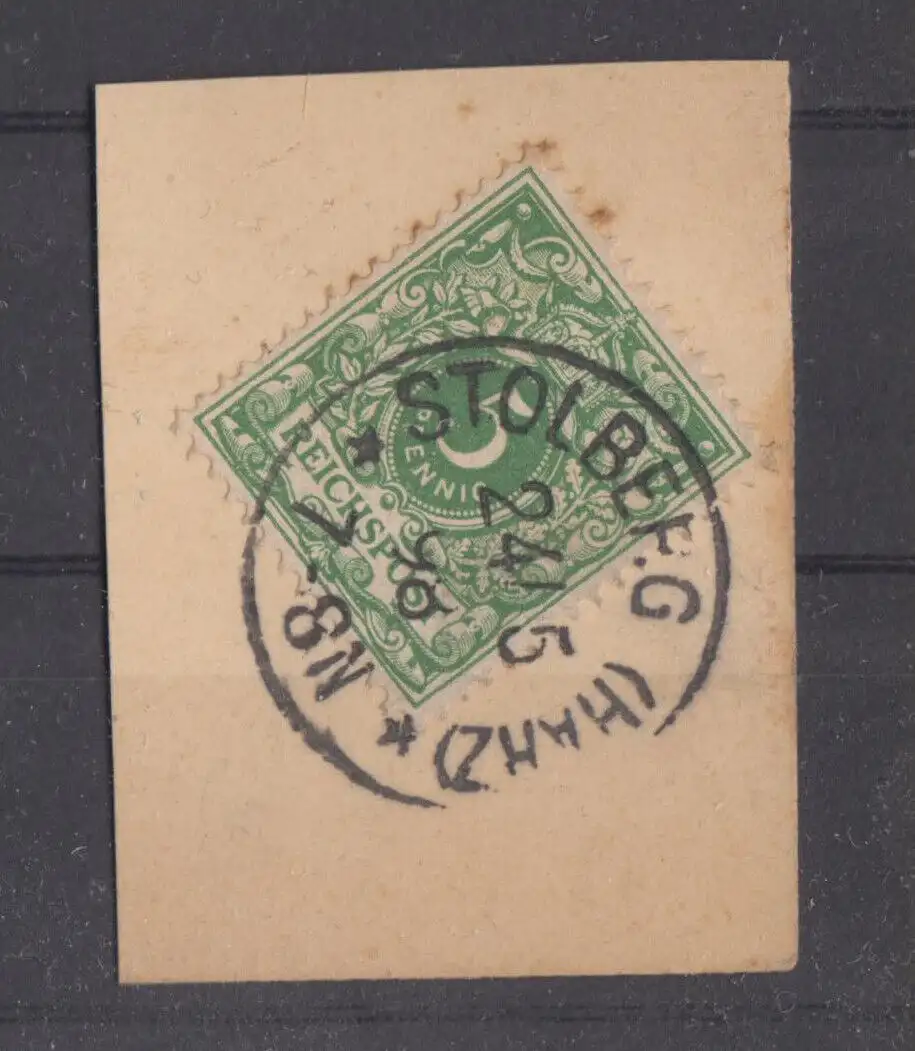 5
PFENNIG
REICHSPOST
* STOLBERG (HARZ) *
24/5
96
7-8N